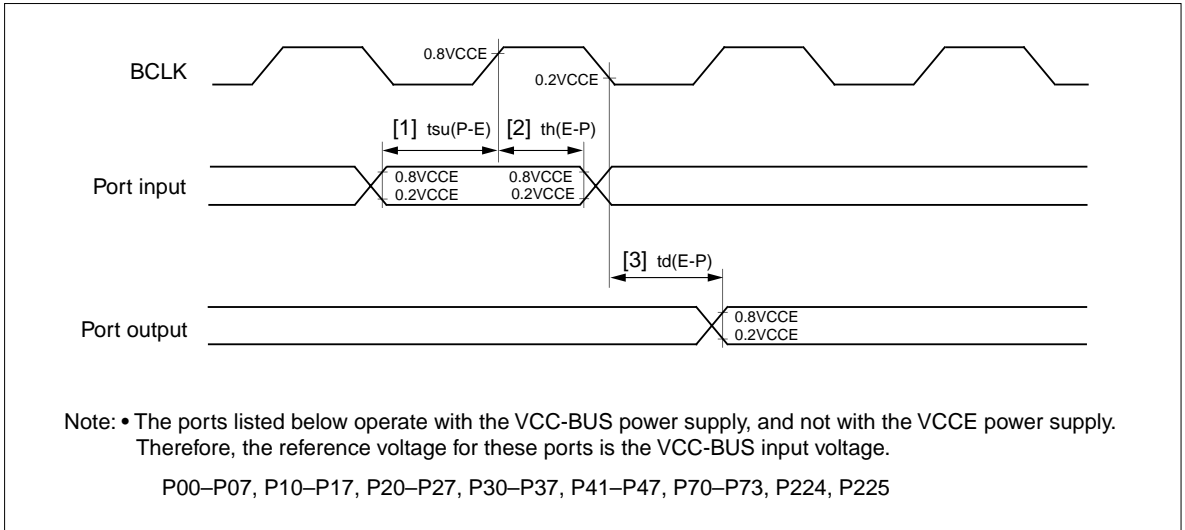 BCLK
0.8VCCE
0.2VCCE
[1] tsu(P-E) [2] th(E-P)
Port input
0.8VCCE 0.8VCCE
0.2VCCE 0.2VCCE
[3] td(E-P)
Port output
0.8VCCE
0.2VCCE
Note: • The ports listed below operate with the VCC-BUS power supply, and not with the VCCE power supply.
Therefore, the reference voltage for these ports is the VCC-BUS input voltage.
P00–P07, P10–P17, P20–P27, P30–P37, P41–P47, P70–P73, P224, P225